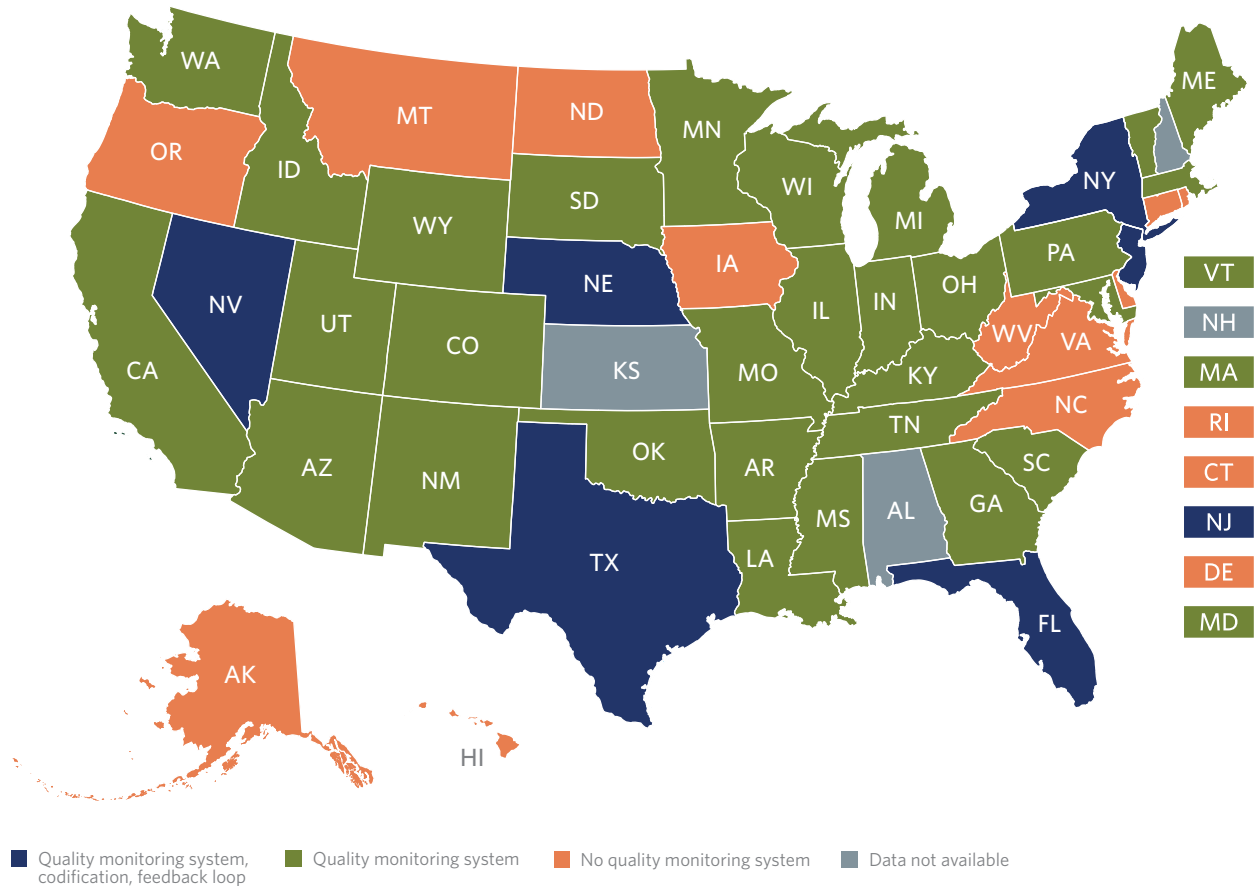 WA
ME
MT
ND
MN
OR
ID
WI
NY
SD
MI
WY
PA
VT
IA
NE
OH
NV
IN
IL
NH
UT
WV
VA
CO
CA
KS
MO
KY
MA
NC
RI
TN
OK
AZ
AR
SC
NM
CT
GA
MS
AL
NJ
LA
TX
DE
FL
MD
AK
HI
Quality monitoring system,
codification, feedback loop
Quality monitoring system
No quality monitoring system
Data not available